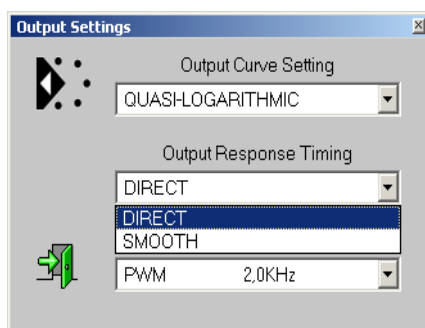 Output Settings
Output Curve Setting
QUASI-LOGARITHMIC
Output Response Timing
DIRECT
DIRECT
SMOOTH
PWM 2,0KHz